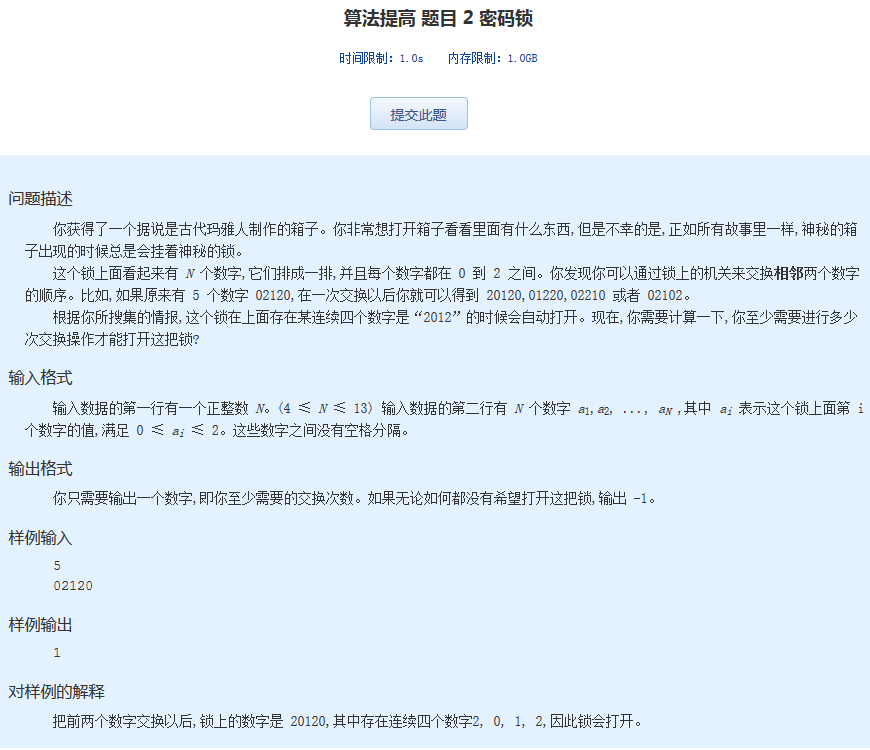 算法提高 题目 2 密码锁
时间限制：1.0s 内存限制：1.0GB
提交此题
问题描述
你获得了一个据说是古代玛雅人制作的箱子。你非常想打开箱子看看里面有什么东西,但是不幸的是,正如所有故事里一样,神秘的箱
子出现的时候总是会挂着神秘的锁。
这个锁上面看起来有 N 个数字,它们排成一排,并且每个数字都在 0 到 2 之间。你发现你可以通过锁上的机关来交换相邻两个数字
的顺序。比如,如果原来有 5 个数字 02120,在一次交换以后你就可以得到 20120,01220,02210 或者 02102。
根据你所搜集的情报,这个锁在上面存在某连续四个数字是“2012”的时候会自动打开。现在,你需要计算一下,你至少需要进行多少
次交换操作才能打开这把锁?
输入格式
输入数据的第一行有一个正整数 N。(4 ≤ N ≤ 13) 输入数据的第二行有 N 个数字 a1,a2, ..., aN ,其中 ai 表示这个锁上面第 i
个数字的值,满足 0 ≤ ai ≤ 2。这些数字之间没有空格分隔。
输出格式
你只需要输出一个数字,即你至少需要的交换次数。如果无论如何都没有希望打开这把锁,输出 -1。
样例输入
5
02120
样例输出
1
对样例的解释
把前两个数字交换以后,锁上的数字是 20120,其中存在连续四个数字2, 0, 1, 2,因此锁会打开。